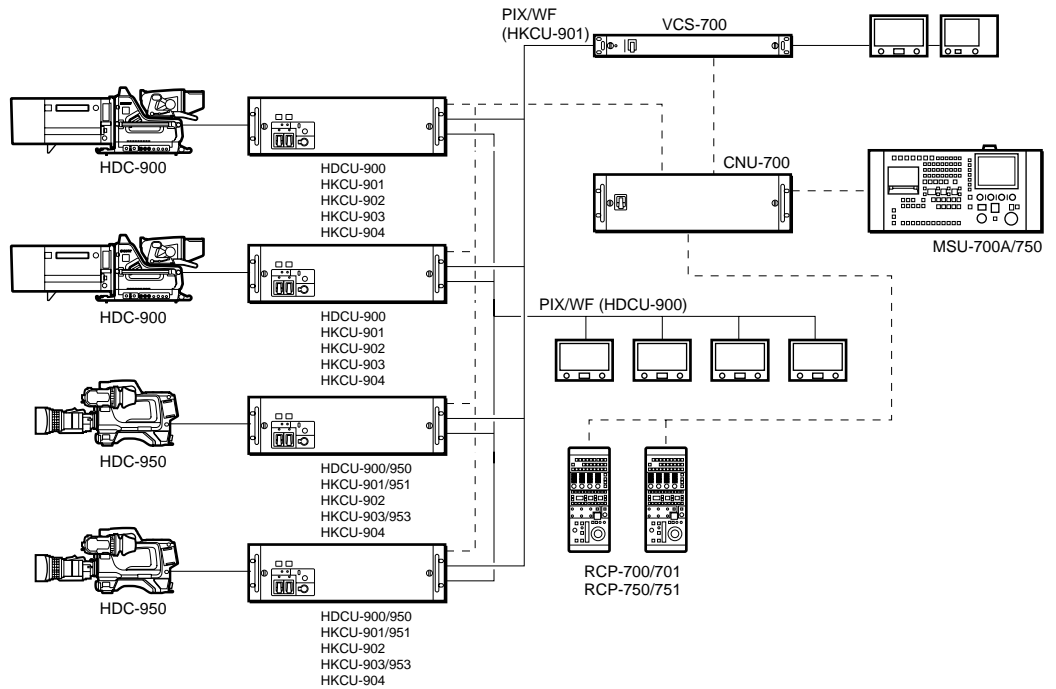 PIX/WF
(HKCU-901)
VCS-700
HDC-900
HDCU-900
HKCU-901
HKCU-902
HKCU-903
HKCU-904
CNU-700
MSU-700A/750
HDC-900
HDCU-900
HKCU-901
HKCU-902
HKCU-903
HKCU-904
PIX/WF (HDCU-900)
HDC-950
HDCU-900/950
HKCU-901/951
HKCU-902
HKCU-903/953
HKCU-904
RCP-700/701
RCP-750/751
HDC-950
HDCU-900/950
HKCU-901/951
HKCU-902
HKCU-903/953
HKCU-904